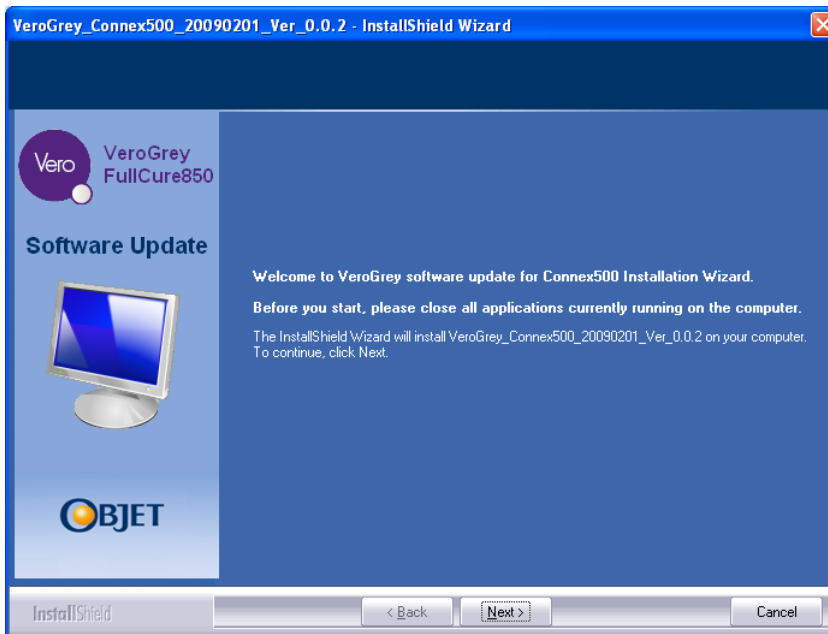 VeroGrey_Connex500_20090201_Ver_0.0.2 - InstallShield Wizard
Vero
VeroGrey
FullCure850
Software Update
Welcome to VeroGrey software update for Connex500 Installation Wizard.
Before you start, please close all applications currently running on the computer.
The InstallShield Wizard will install VeroGrey_Connex500_20090201_Ver_0.0.2 on your computer.
To continue, click Next.
OBJET
InstallShield
< Back
Next >
Cancel